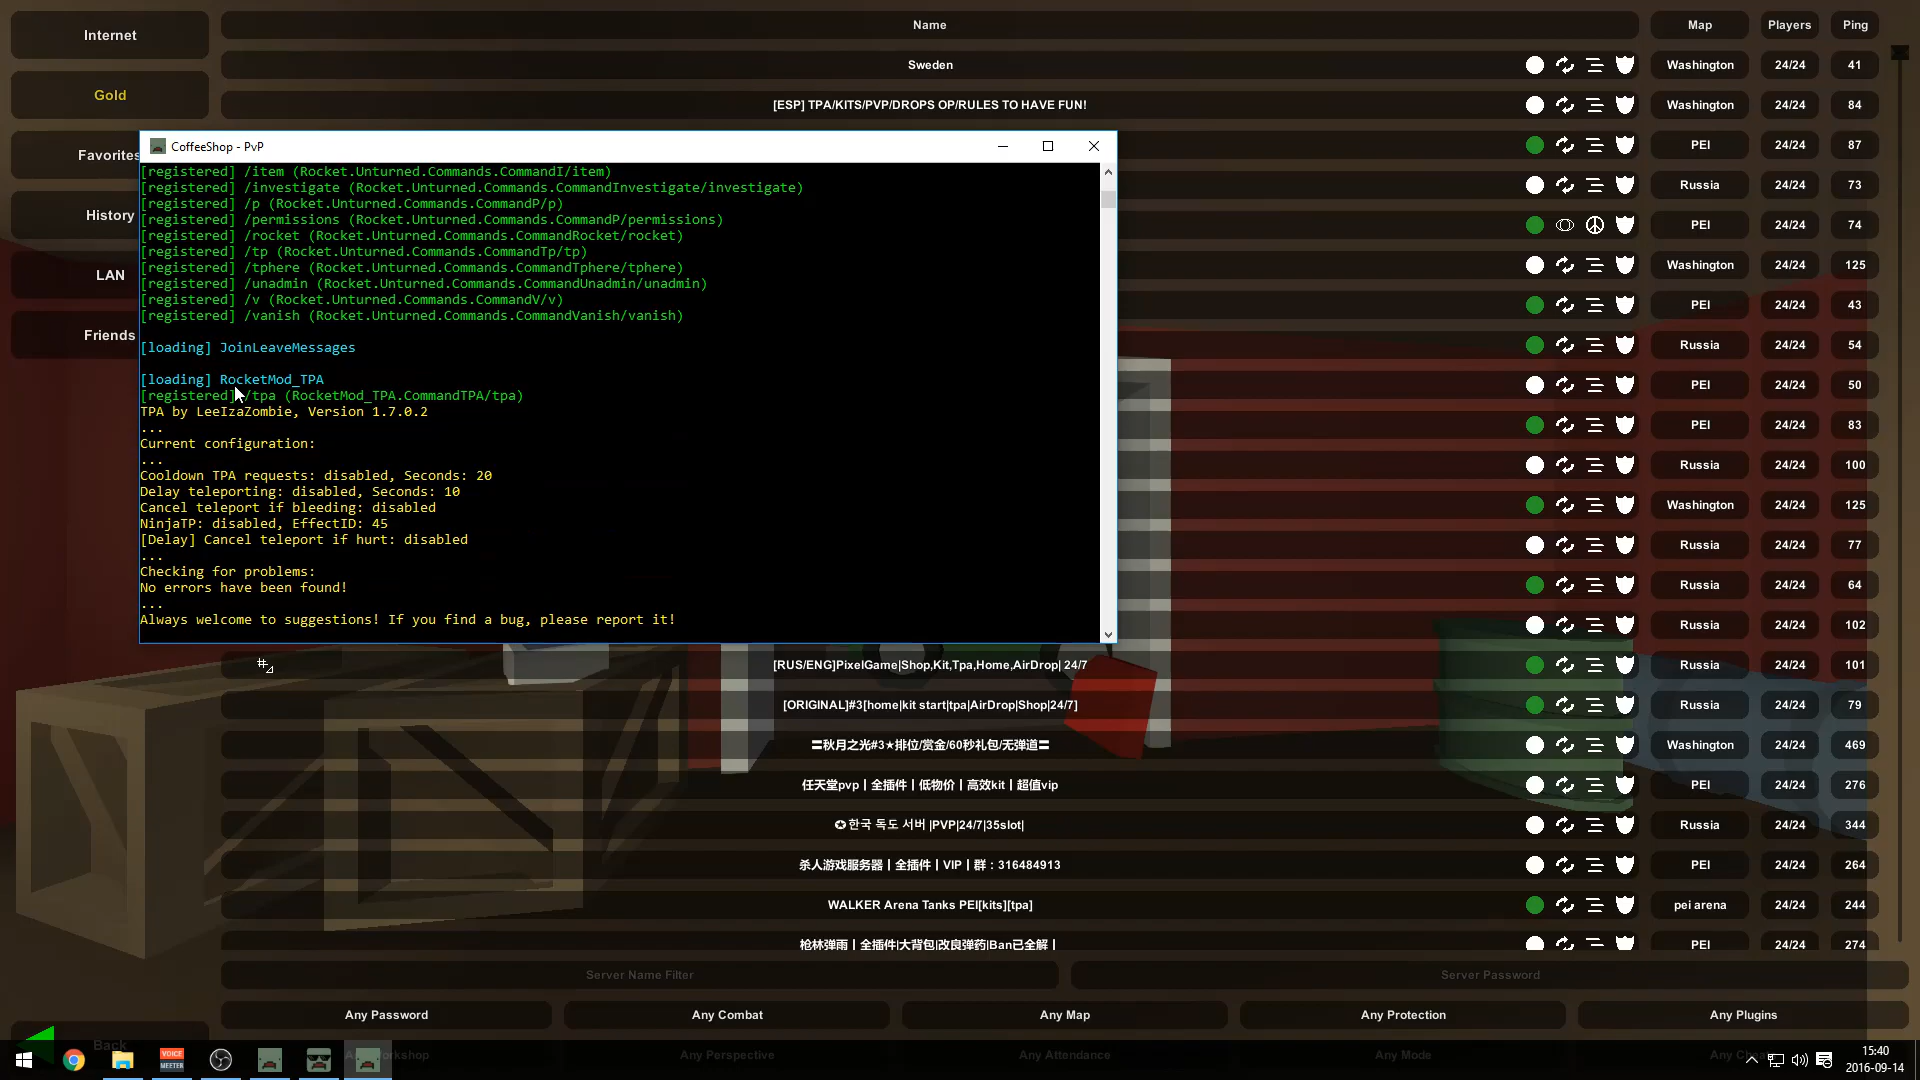 Internet
Gold
Favorites
History
LAN
Friends
Name Map Players Ping
Sweden Washington 24/24 41
[ESP] TPA/KITS/PVP/DROPS OP/RULES TO HAVE FUN! Washington 24/24 84
PEI 24/24 87
Russia 24/24 73
PEI 24/24 74
Washington 24/24 125
PEI 24/24 43
Russia 24/24 54
PEI 24/24 50
PEI 24/24 83
Russia 24/24 100
Washington 24/24 125
Russia 24/24 77
Russia 24/24 64
Russia 24/24 102
CoffeeShop - PvP
[registered] /item (Rocket.Unturned.Commands.CommandI/item)
[registered] /investigate (Rocket.Unturned.Commands.CommandInvestigate/investigate)
[registered] /p (Rocket.Unturned.Commands.CommandP/p)
[registered] /permissions (Rocket.Unturned.Commands.CommandP/permissions)
[registered] /rocket (Rocket.Unturned.Commands.CommandRocket/rocket)
[registered] /tp (Rocket.Unturned.Commands.CommandTp/tp)
[registered] /tphere (Rocket.Unturned.Commands.CommandTphere/tphere)
[registered] /unadmin (Rocket.Unturned.Commands.CommandUnadmin/unadmin)
[registered] /v (Rocket.Unturned.Commands.CommandV/v)
[registered] /vanish (Rocket.Unturned.Commands.CommandVanish/vanish)
[loading] JoinLeaveMessages
[loading] RocketMod_TPA
[registered] /tpa (RocketMod_TPA.CommandTPA/tpa)
TPA by LeeIzaZombie, Version 1.7.0.2
...
Current configuration:
...
Cooldown TPA requests: disabled, Seconds: 20
Delay teleporting: disabled, Seconds: 10
Cancel teleport if bleeding: disabled
NinjaTP: disabled, EffectID: 45
[Delay] Cancel teleport if hurt: disabled
...
Checking for problems:
No errors have been found!
...
Always welcome to suggestions! If you find a bug, please report it!
[RUS/ENG]PixelGame|Shop,Kit,Tpa,Home,AirDrop| 24/7 Russia 24/24 101
[ORIGINAL]#3[home|kit start|tpa|AirDrop|Shop|24/7] Russia 24/24 79
〓秋月之光#3★排位/赏金/60秒礼包/无弹道〓 Washington 24/24 469
任天堂pvp丨全插件丨低物价丨高效kit丨超值vip PEI 24/24 276
✪한국 독도 서버 |PVP|24/7|35slot| Russia 24/24 344
杀人游戏服务器丨全插件丨VIP丨群：316484913 PEI 24/24 264
WALKER Arena Tanks PEI[kits][tpa] pei arena 24/24 244
枪林弹雨丨全插件|大背包|改良弹药|Ban已全解丨 PEI 24/24 274
Server Name Filter Server Password
Any Password Any Combat Any Map Any Protection Any Plugins
Back
Any Perspective Any Attendance Any Mode
VOICE
MEETER
15:40
2016-09-14